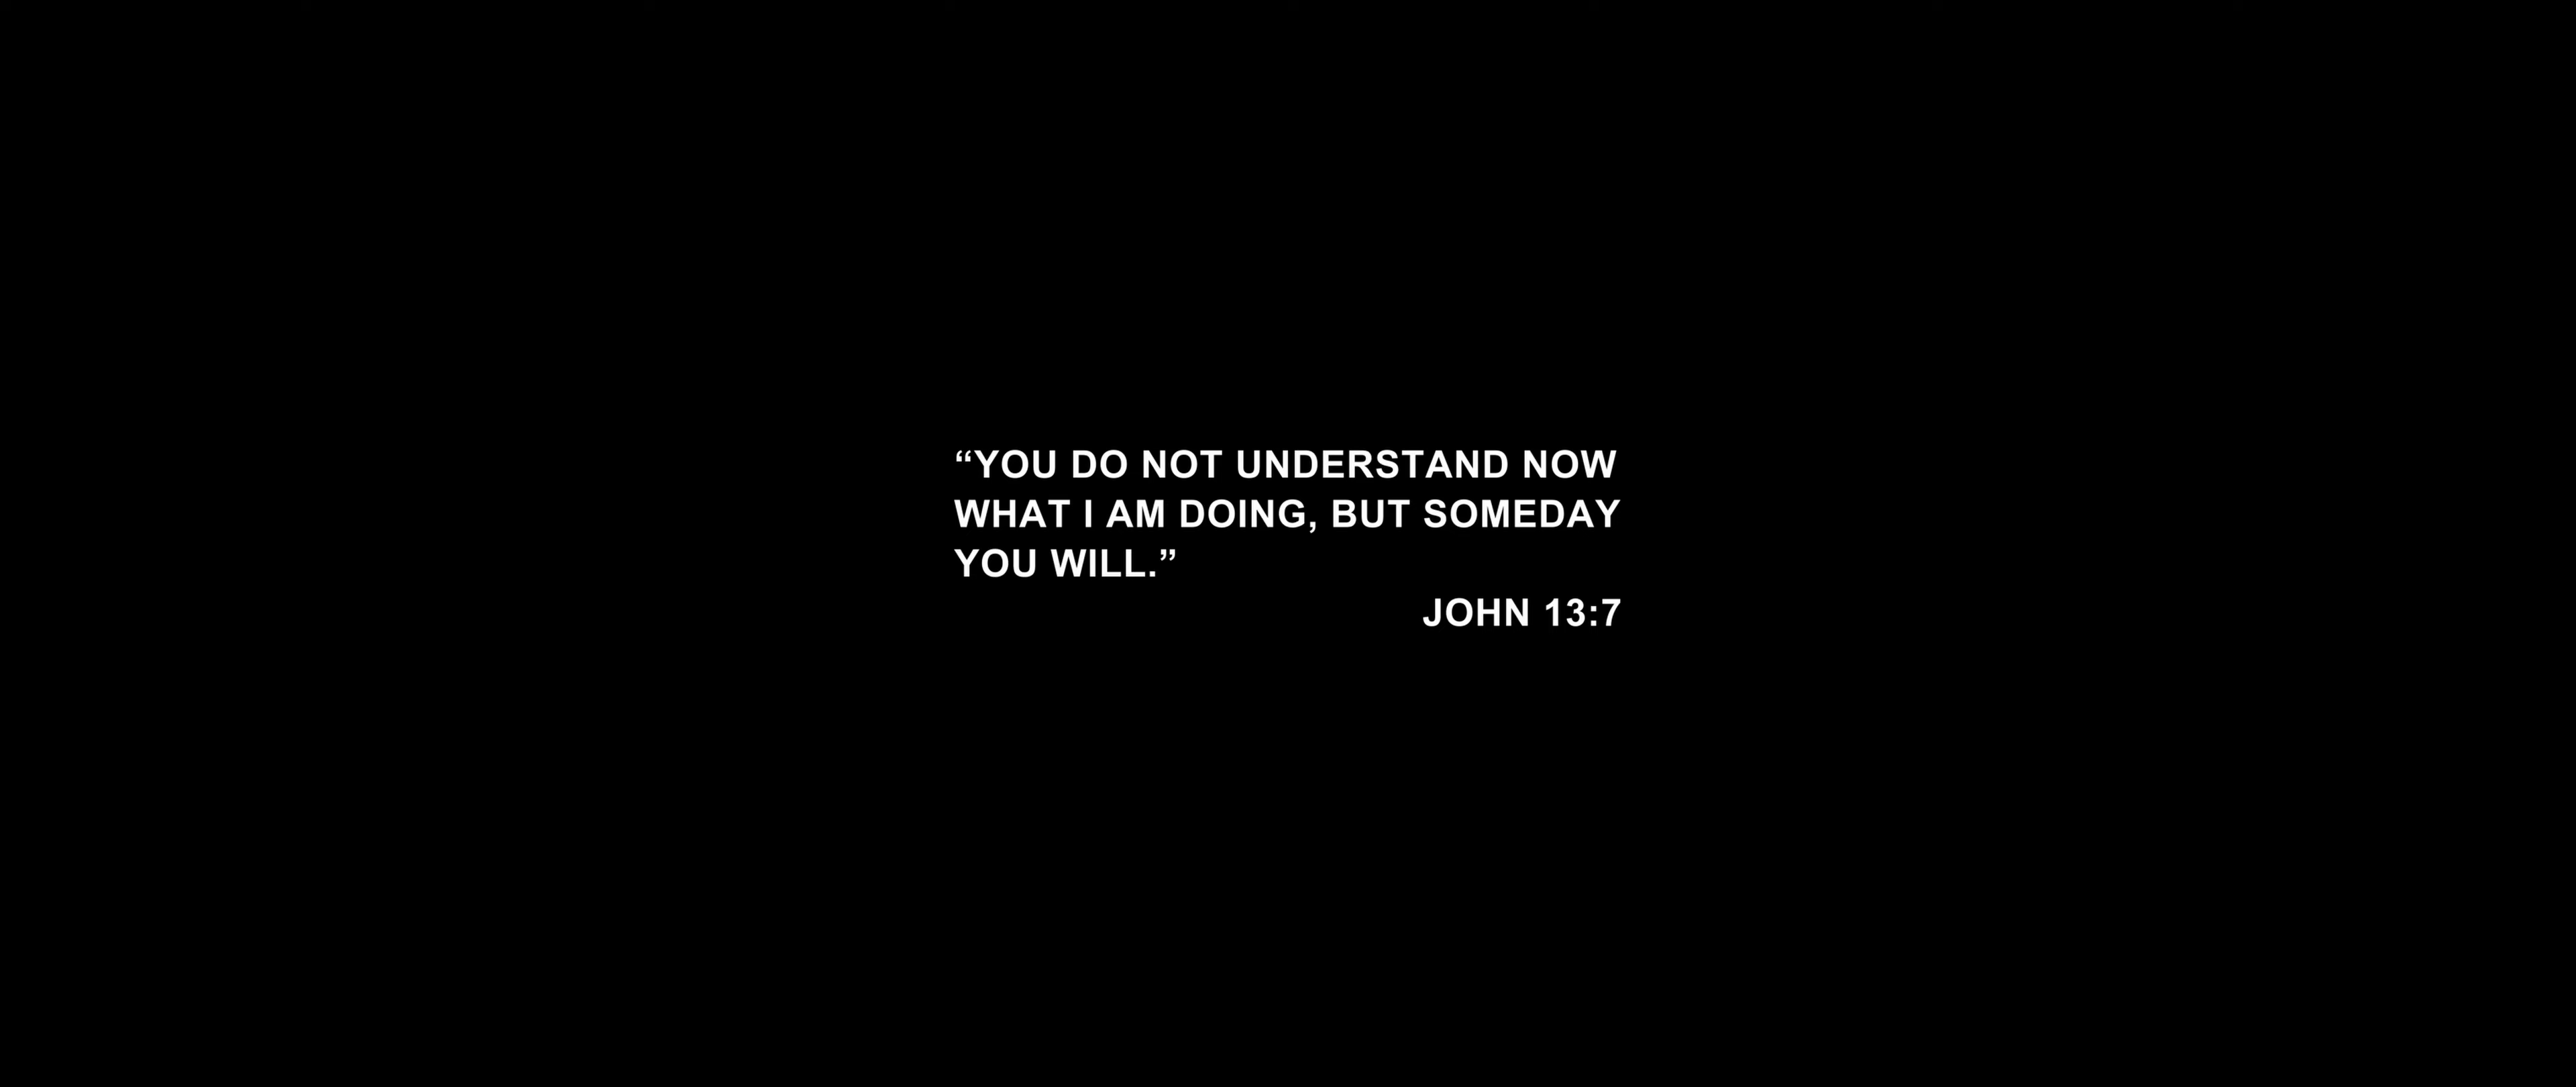 “YOU DO NOT UNDERSTAND NOW
WHAT I AM DOING, BUT SOMEDAY
YOU WILL.”
JOHN 13:7